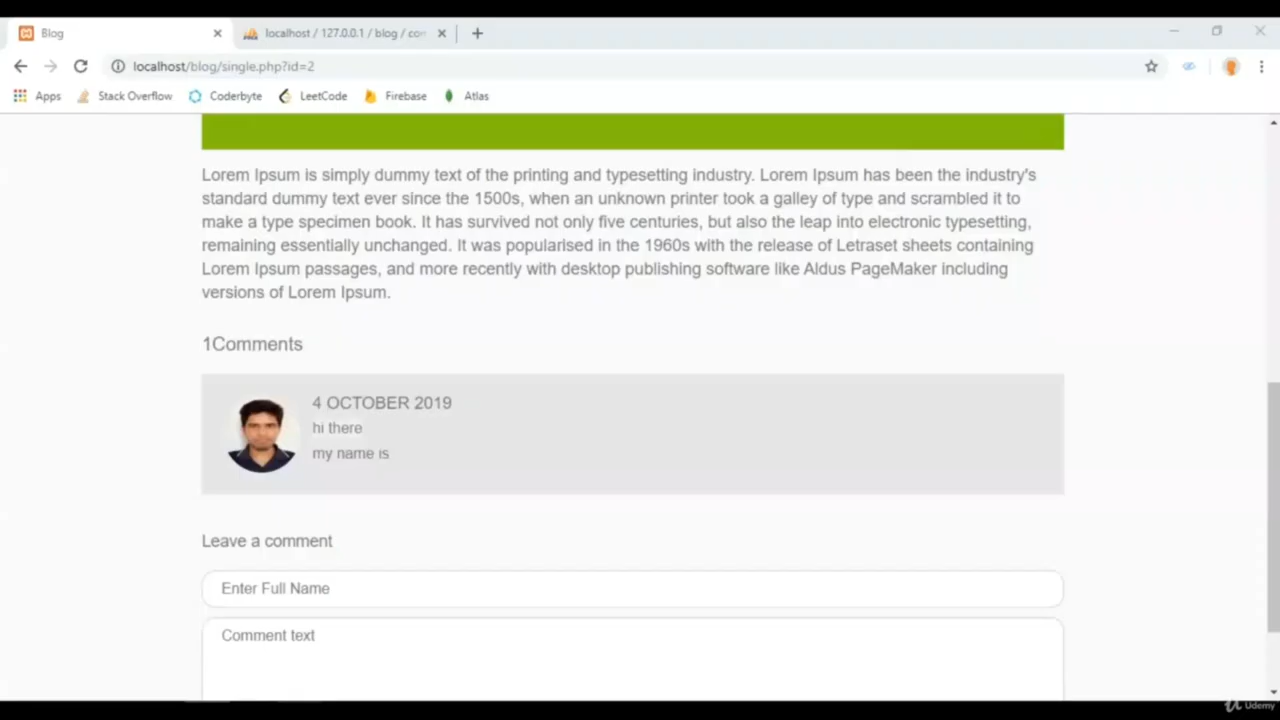 Blog
localhost / 127.0.0.1 / blog / con
localhost/blog/single.php?id=2
Apps
Stack Overflow
Coderbyte
LeetCode
Firebase
Atlas
Lorem Ipsum is simply dummy text of the printing and typesetting industry. Lorem Ipsum has been the industry's
standard dummy text ever since the 1500s, when an unknown printer took a galley of type and scrambled it to
make a type specimen book. It has survived not only five centuries, but also the leap into electronic typesetting,
remaining essentially unchanged. It was popularised in the 1960s with the release of Letraset sheets containing
Lorem Ipsum passages, and more recently with desktop publishing software like Aldus PageMaker including
versions of Lorem Ipsum.
1Comments
4 OCTOBER 2019
hi there
my name is
Leave a comment
Enter Full Name
Comment text
Udemy